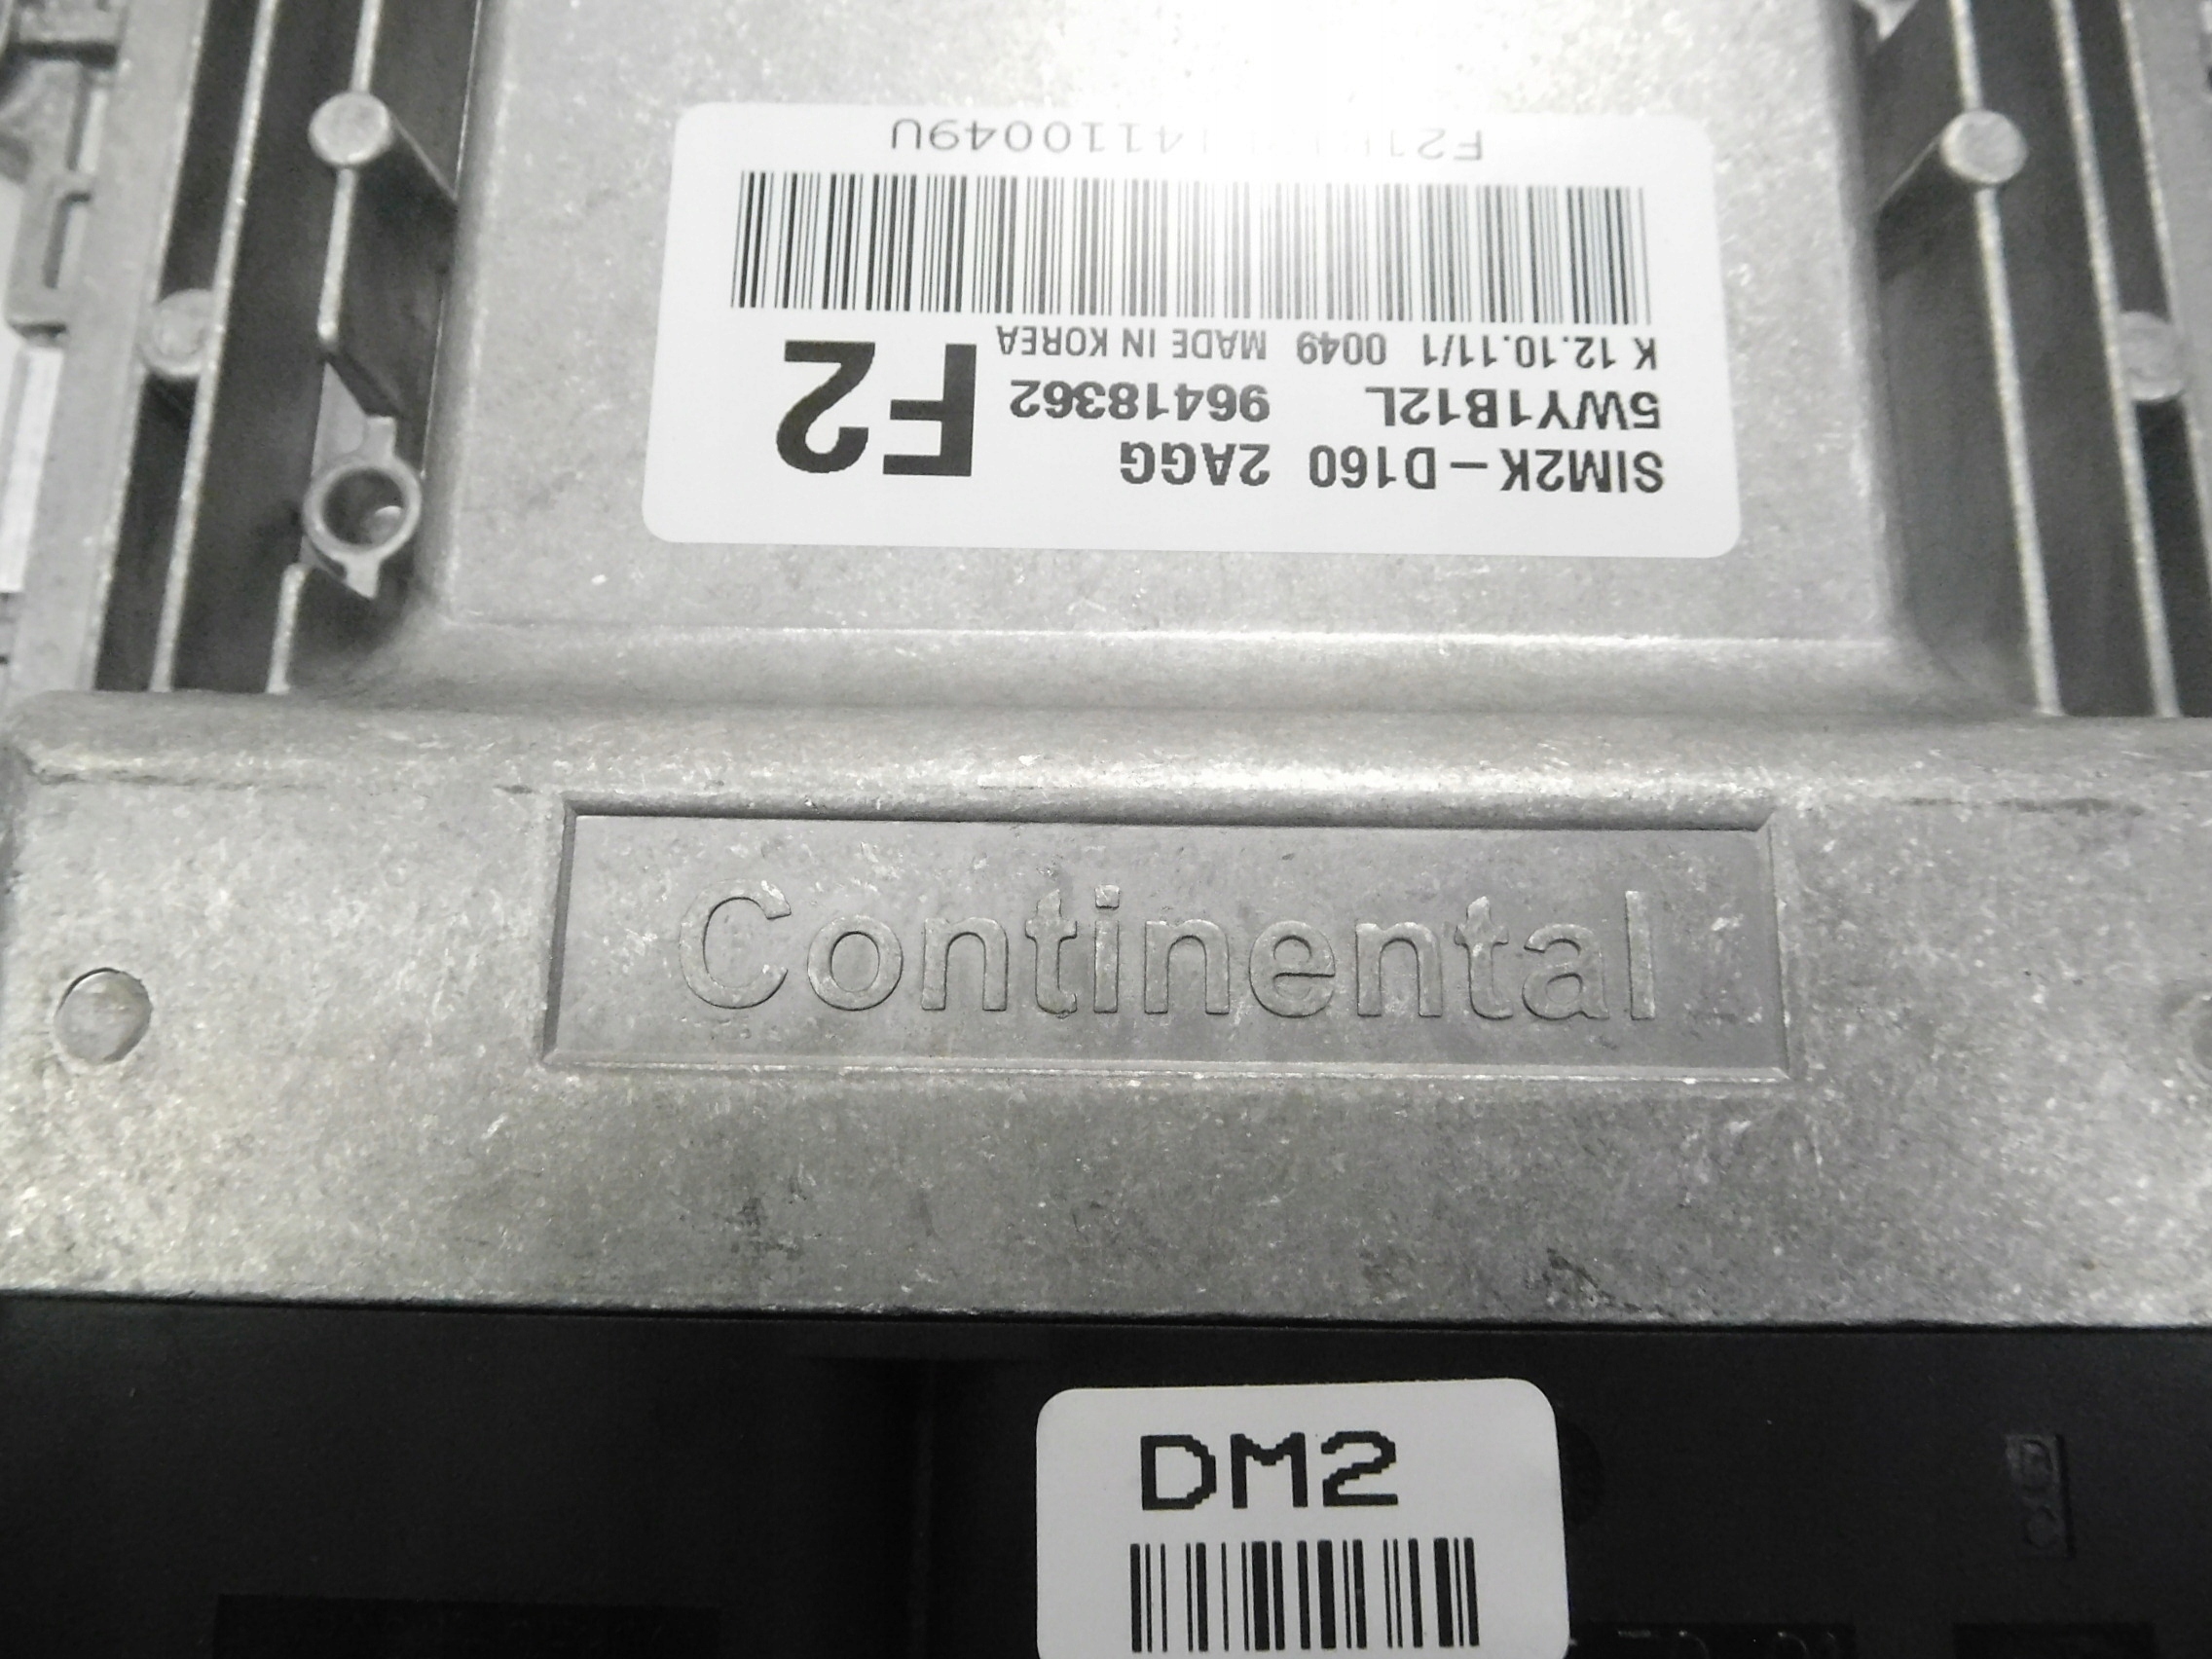 SIM2K-D160 2AGG
5WY1B12L 96418362
F2
K 12.10.11/1 0049 MADE IN KOREA
Continental
DM2